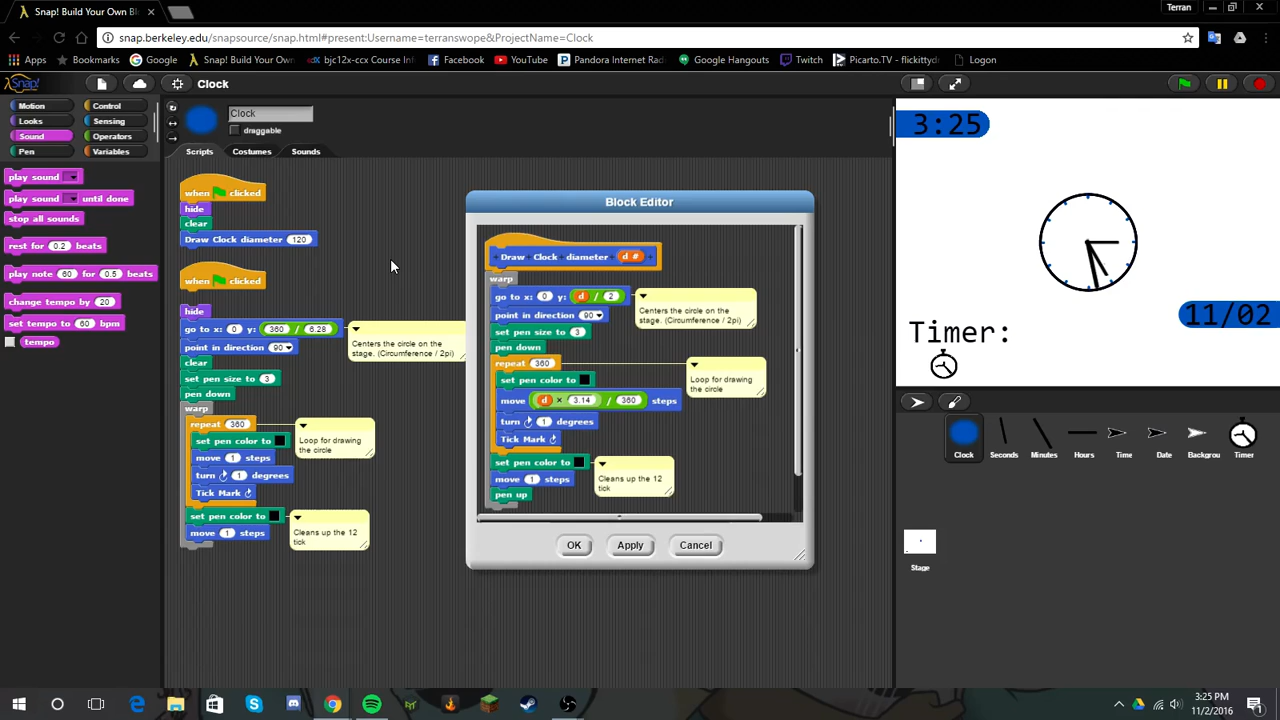 Snap! Build Your Own Bl
Terran
snap.berkeley.edu/snapsource/snap.html#present:Username=terranswope&ProjectName=Clock
Apps Bookmarks Google Snap! Build Your Own bjc12x-ccx Course Inf Facebook YouTube Pandora Internet Rad Google Hangouts Twitch Picarto.TV - flickittydr Logon
Snap! Clock
Motion Control
Looks Sensing
Sound Operators
Pen Variables
play sound
play sound until done
stop all sounds
rest for 0.2 beats
play note 60 for 0.5 beats
change tempo by 20
set tempo to 60 bpm
tempo
Clock
draggable
Scripts Costumes Sounds
when clicked
hide
clear
Draw Clock diameter 120
when clicked
hide
go to x: 0 y: 360 / 6.28
point in direction 90
clear
set pen size to 3
pen down
warp
repeat 360
set pen color to
move 1 steps
turn 1 degrees
Tick Mark
set pen color to
move 1 steps
Centers the circle on the
stage. (Circumference / 2pi)
Loop for drawing
the circle
Cleans up the 12
tick
Block Editor
Draw Clock diameter d # +
warp
go to x: 0 y: d / 2
point in direction 90
set pen size to 3
pen down
repeat 360
set pen color to
move d × 3.14 / 360 steps
turn 1 degrees
Tick Mark
set pen color to
move 1 steps
pen up
Centers the circle on the
stage. (Circumference / 2pi)
Loop for drawing
the circle
Cleans up the 12
tick
OK Apply Cancel
3:25
11/02
Timer:
Clock Seconds Minutes Hours Time Date Backgrou Timer
Stage
3:25 PM
11/2/2016